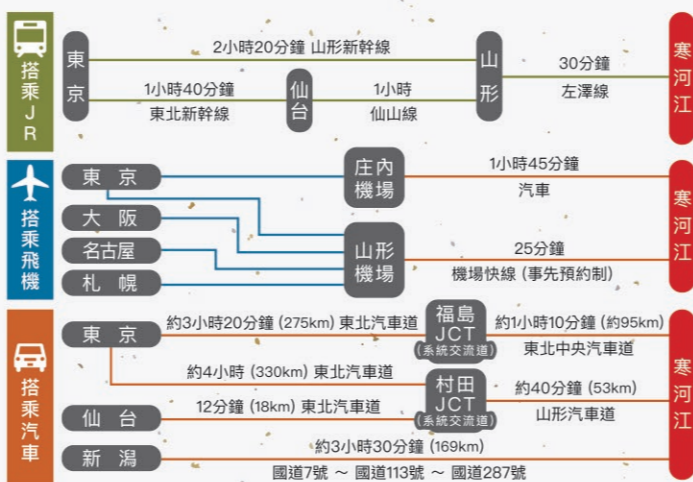 搭乘JR
東京
2小時20分鐘 山形新幹線
1小時40分鐘
東北新幹線
仙台
1小時
仙山線
山形
30分鐘
左澤線
寒河江
搭乘飛機
東京
大阪
名古屋
札幌
庄內
機場
1小時45分鐘
汽車
山形
機場
25分鐘
機場快線 (事先預約制)
寒河江
搭乘汽車
東京
約3小時20分鐘 (275km) 東北汽車道
福島
JCT
(系統交流道)
約1小時10分鐘 (約95km)
東北中央汽車道
約4小時 (330km) 東北汽車道
仙台
12分鐘 (18km) 東北汽車道
村田
JCT
(系統交流道)
約40分鐘 (53km)
山形汽車道
新潟
約3小時30分鐘 (169km)
國道7號 ～ 國道113號 ～ 國道287號
寒河江